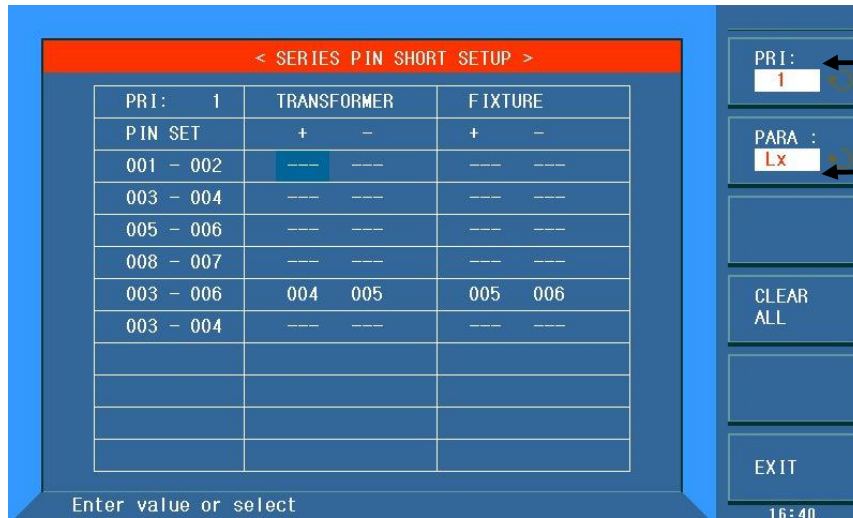 < SERIES PIN SHORT SETUP >
PRI: 1 TRANSFORMER FIXTURE
PIN SET + - + -
001 - 002 --- --- --- ---
003 - 004 --- --- --- ---
005 - 006 --- --- --- ---
008 - 007 --- --- --- ---
003 - 006 004 005 005 006
003 - 004 --- --- --- ---
Enter value or select
PRI:
1
PARA :
Lx
CLEAR
ALL
EXIT
16:40